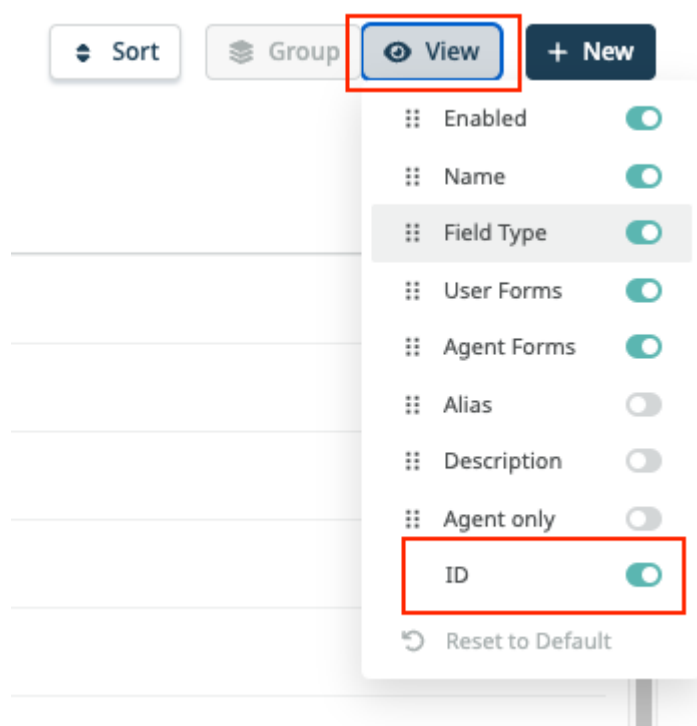 Sort
Group
View
+ New
Enabled
Name
Field Type
User Forms
Agent Forms
Alias
Description
Agent only
ID
Reset to Default